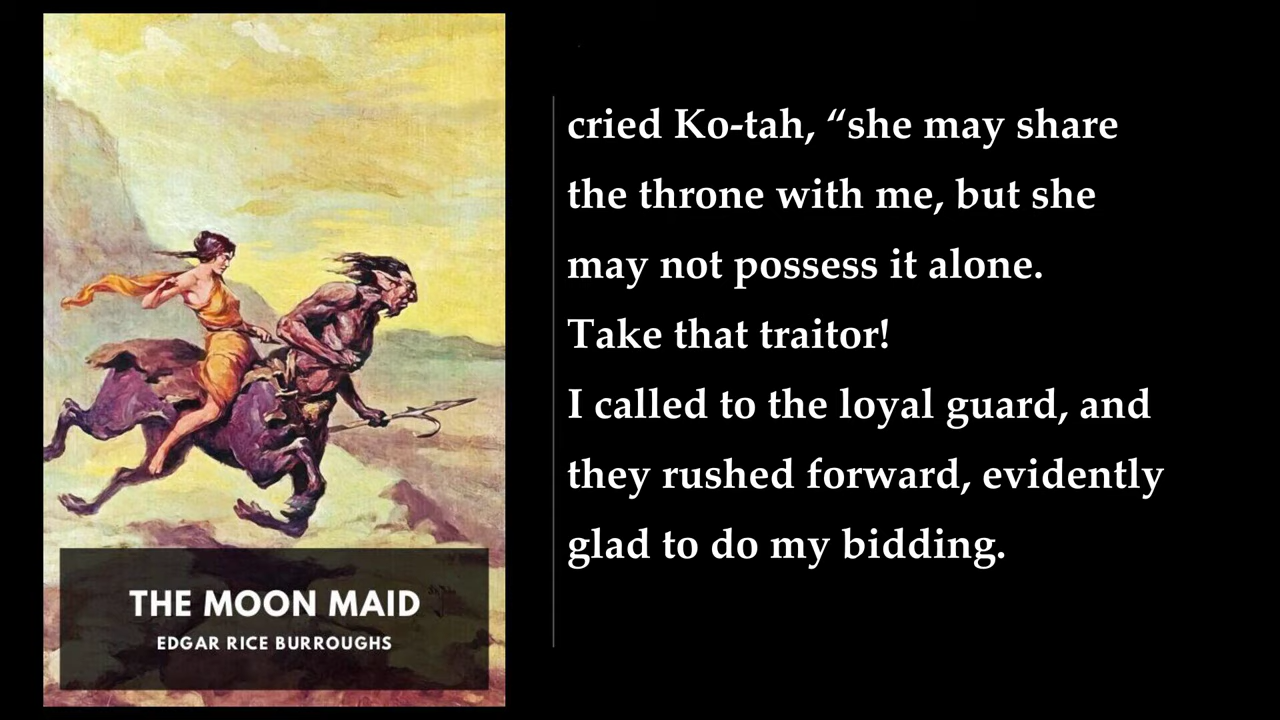 cried Ko-tah, “she may share
the throne with me, but she
may not possess it alone.
Take that traitor!
I called to the loyal guard, and
they rushed forward, evidently
glad to do my bidding.
THE MOON MAID
EDGAR RICE BURROUGHS